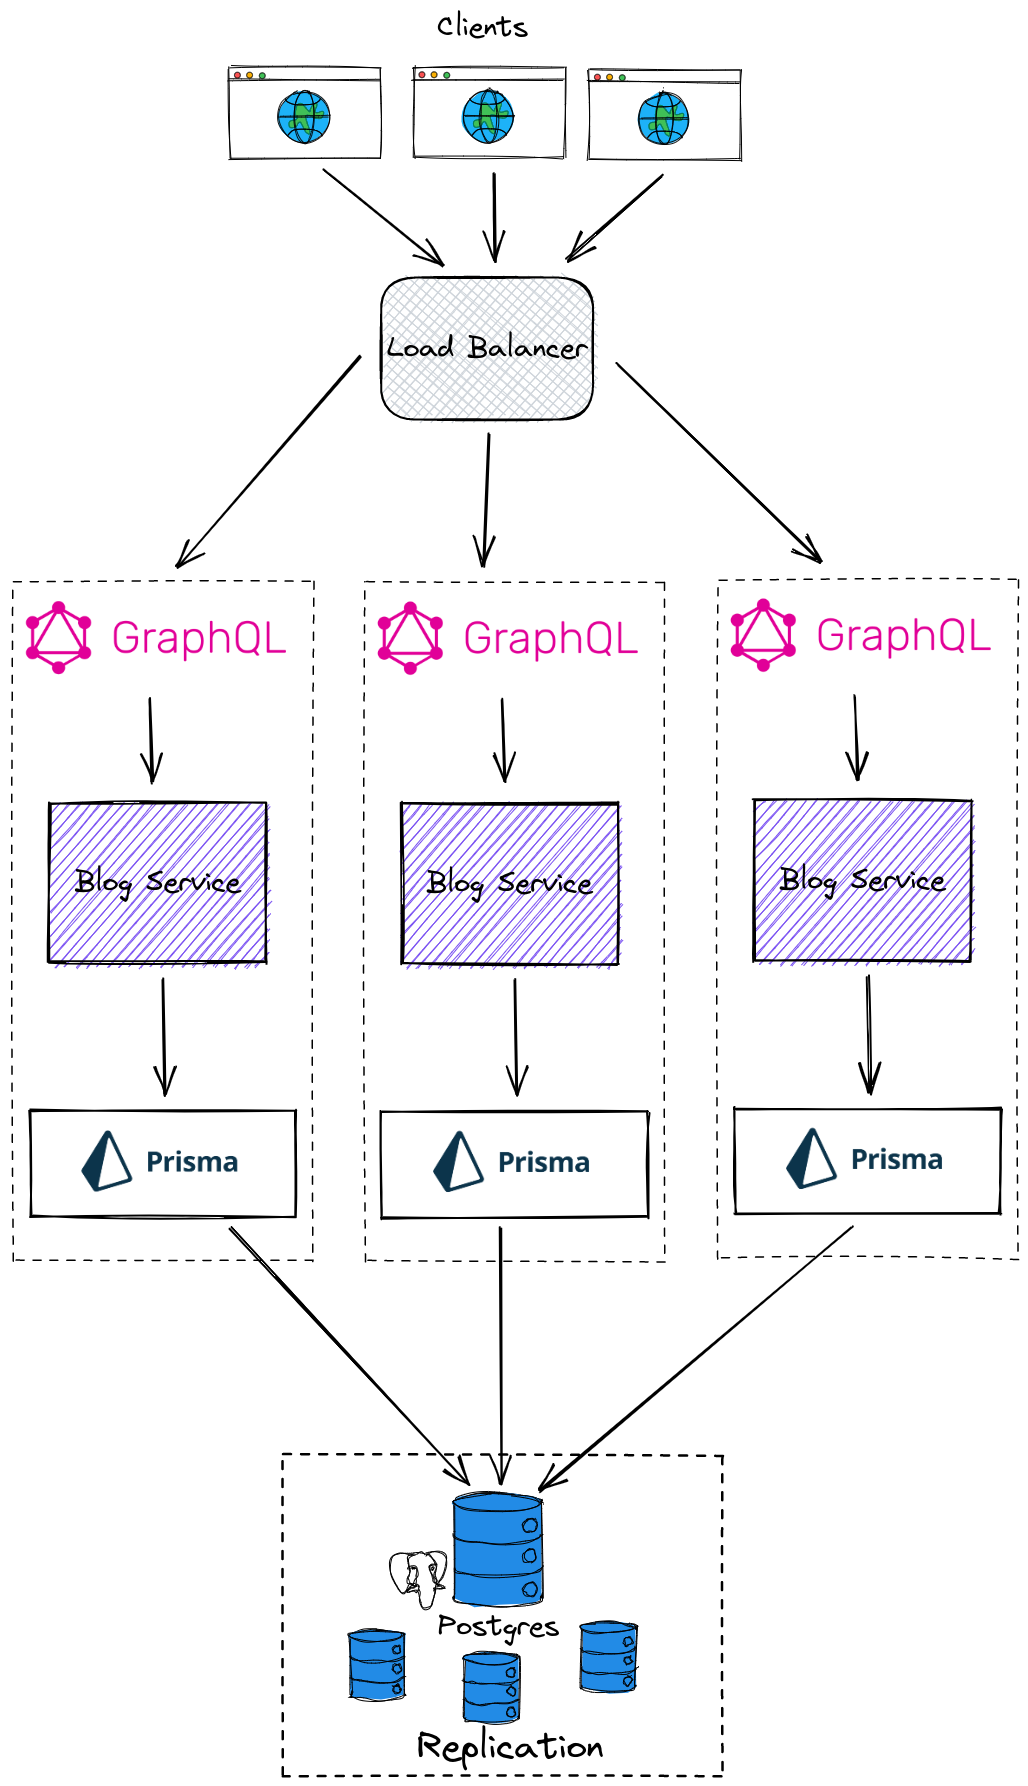 Clients
Load Balancer
GraphQL
GraphQL
GraphQL
Blog Service
Blog Service
Blog Service
Prisma
Prisma
Prisma
Postgres
Replication